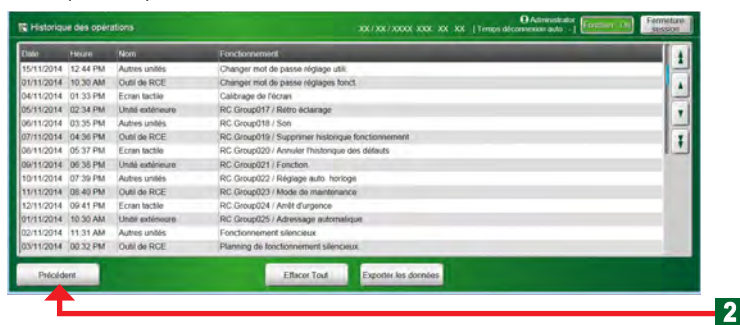 Historique des opérations XX/XX/XXXX XXX XX:XX [Temps déconnexion auto -] Administrator Fonction. On Fermeture session
Date Heure Nom Fonctionnement
15/11/2014 12:44 PM Autres unités Changer mot de passe réglage utili.
01/11/2014 10:30 AM Outil de RCE Changer mot de passe réglages fonct.
04/11/2014 01:33 PM Ecran tactile Calibrage de l'écran
05/11/2014 02:34 PM Unité extérieure RC Group017 / Rétro éclairage
06/11/2014 03:35 PM Autres unités RC Group018 / Son
07/11/2014 04:36 PM Outil de RCE RC Group019 / Supprimer historique fonctionnement
08/11/2014 05:37 PM Ecran tactile RC Group020 / Annuler l'historique des défauts
09/11/2014 06:38 PM Unité extérieure RC Group021 / Fonction
10/11/2014 07:39 PM Autres unités RC Group022 / Réglage auto. horloge
11/11/2014 08:40 PM Outil de RCE RC Group023 / Mode de maintenance
12/11/2014 09:41 PM Ecran tactile RC Group024 / Arrêt d'urgence
01/11/2014 10:30 AM Unité extérieure RC Group025 / Adressage automatique
02/11/2014 11:31 AM Autres unités Fonctionnement silencieux
03/11/2014 00:32 PM Outil de RCE Planning de fonctionnement silencieux
Précédent Effacer Tout Exporter les données
2